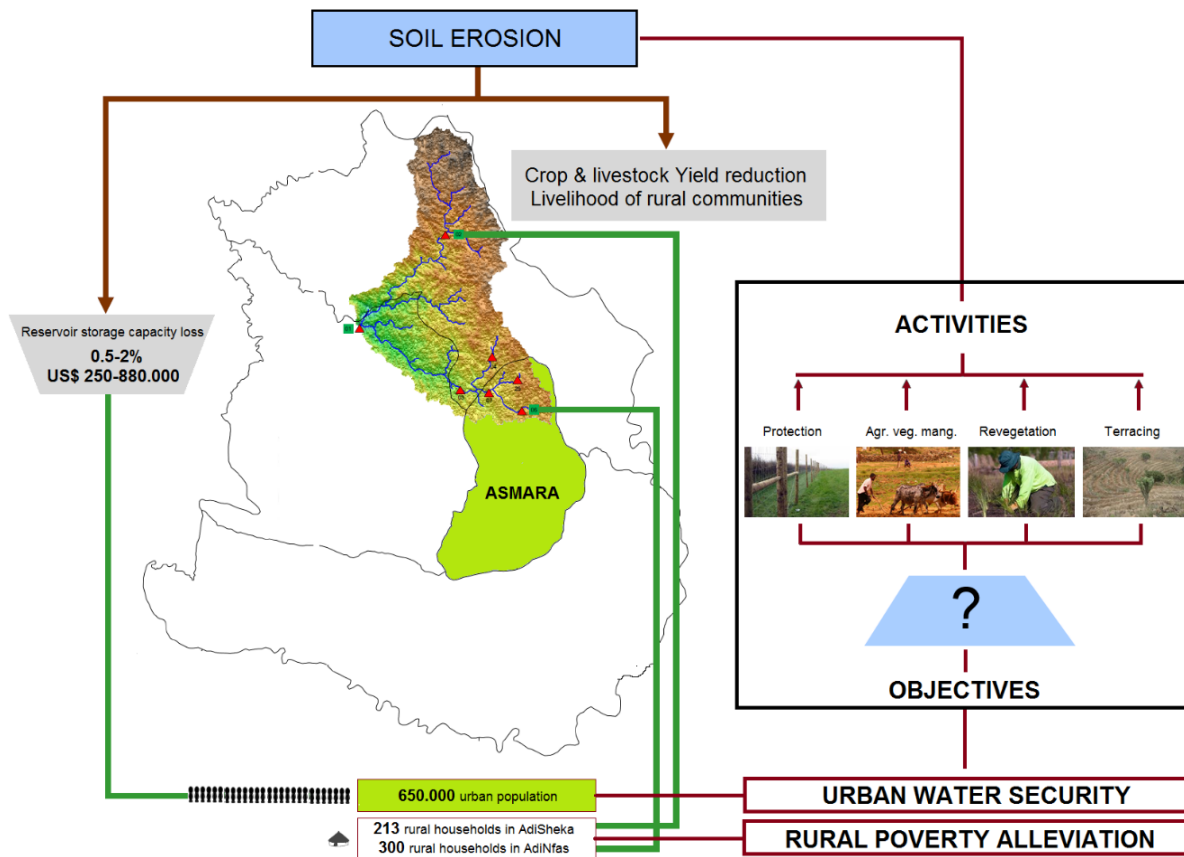 SOIL EROSION
Crop & livestock Yield reduction
Livelihood of rural communities
Reservoir storage capacity loss
0.5-2%
US$ 250-880.000
ASMARA
ACTIVITIES
Protection
Agr. veg. mang.
Revegetation
Terracing
?
OBJECTIVES
650.000 urban population
URBAN WATER SECURITY
213 rural households in AdiSheka
300 rural households in AdiNfas
RURAL POVERTY ALLEVIATION